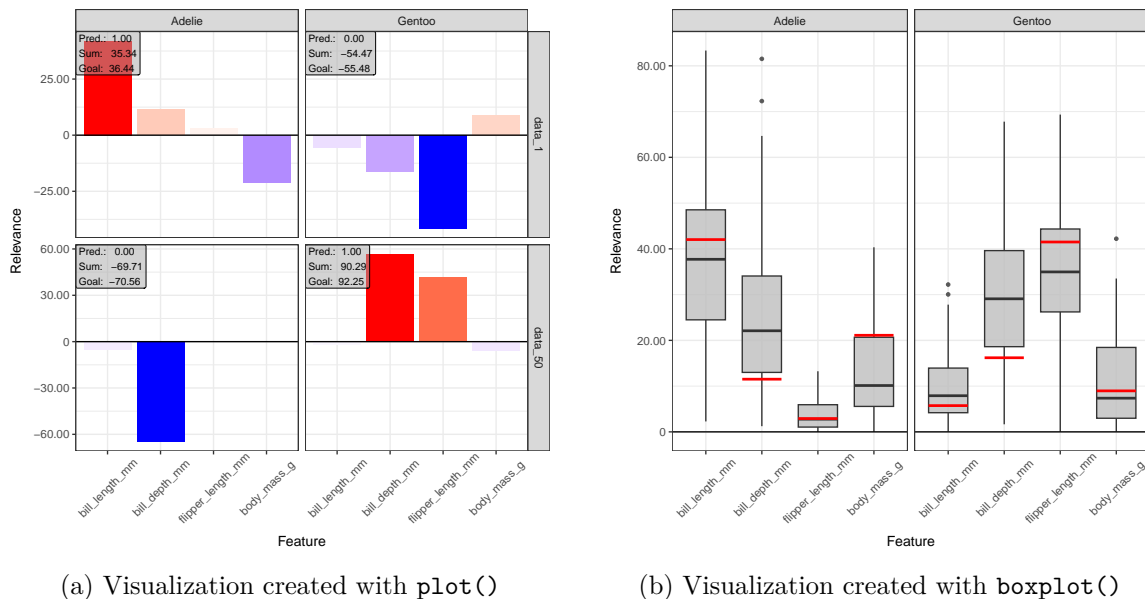 Adelie
Gentoo
Pred.: 1.00
Sum: 35.34
Goal: 36.44
Pred.: 0.00
Sum: −54.47
Goal: −55.48
data_1
25.00
0
−25.00
Pred.: 0.00
Sum: −69.71
Goal: −70.56
Pred.: 1.00
Sum: 90.29
Goal: 92.25
data_50
60.00
30.00
0
−30.00
−60.00
Relevance
bill_length_mm
bill_depth_mm
flipper_length_mm
body_mass_g
bill_length_mm
bill_depth_mm
flipper_length_mm
body_mass_g
Feature
(a) Visualization created with plot()
Adelie
Gentoo
80.00
60.00
40.00
20.00
0
Relevance
bill_length_mm
bill_depth_mm
flipper_length_mm
body_mass_g
bill_length_mm
bill_depth_mm
flipper_length_mm
body_mass_g
Feature
(b) Visualization created with boxplot()